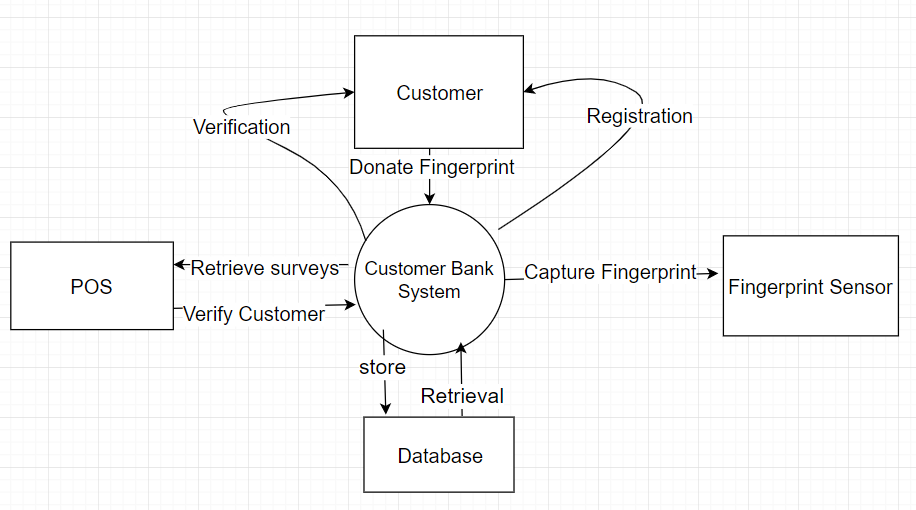 Customer
Verification
Registration
Donate Fingerprint
Retrieve surveys
Customer Bank
System
Capture Fingerprint
POS
Fingerprint Sensor
Verify Customer
store
Retrieval
Database